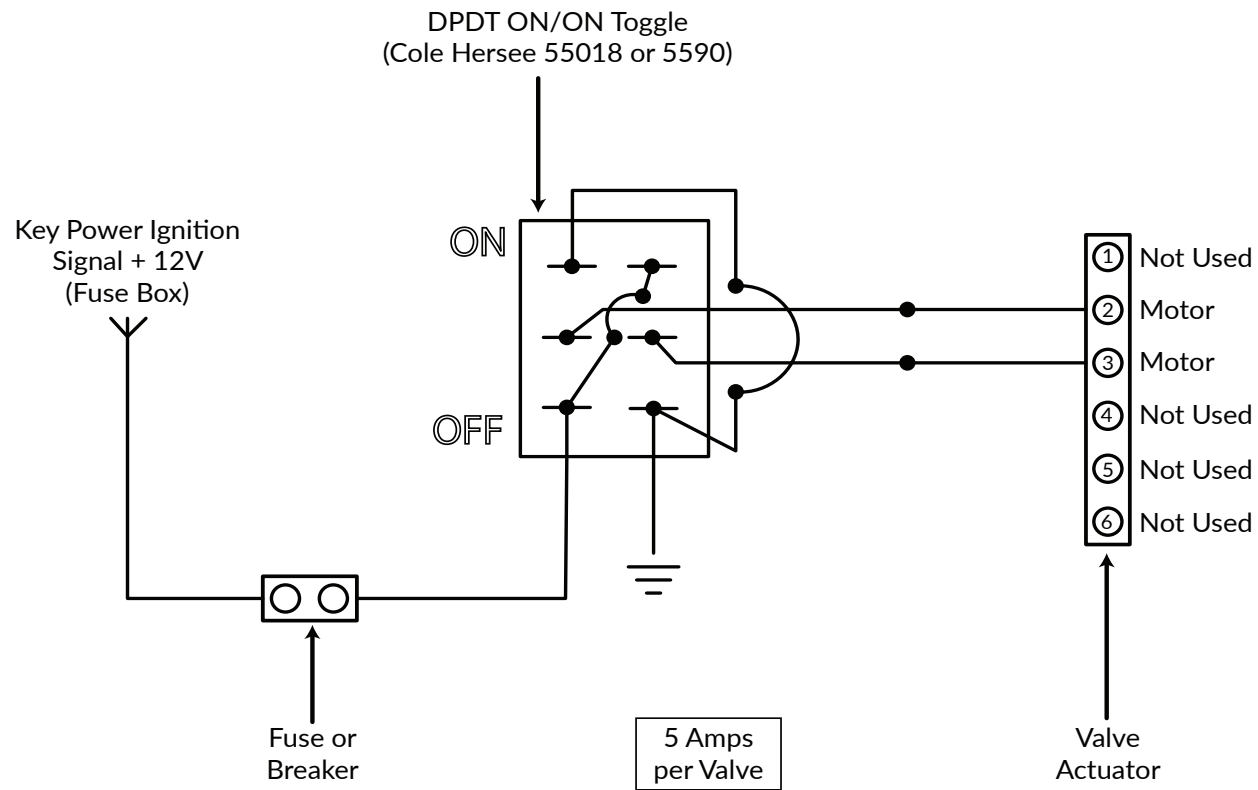 DPDT ON/ON Toggle
(Cole Hersee 55018 or 5590)
Key Power Ignition
Signal + 12V
(Fuse Box)
ON
OFF
1 Not Used
2 Motor
3 Motor
4 Not Used
5 Not Used
6 Not Used
Fuse or
Breaker
5 Amps
per Valve
Valve
Actuator